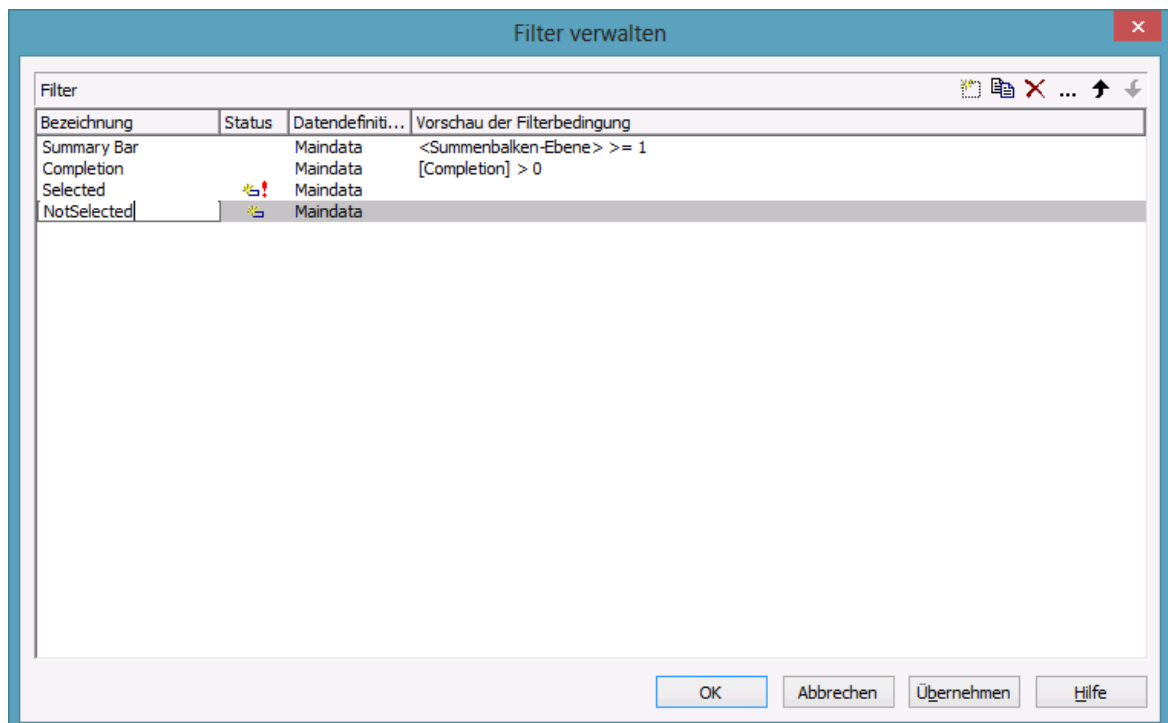 Filter verwalten
Filter
Bezeichnung Status Datendefiniti... Vorschau der Filterbedingung
Summary Bar Maindata <Summenbalken-Ebene> >= 1
Completion Maindata [Completion] > 0
Selected Maindata
NotSelected Maindata
OK Abbrechen Übernehmen Hilfe